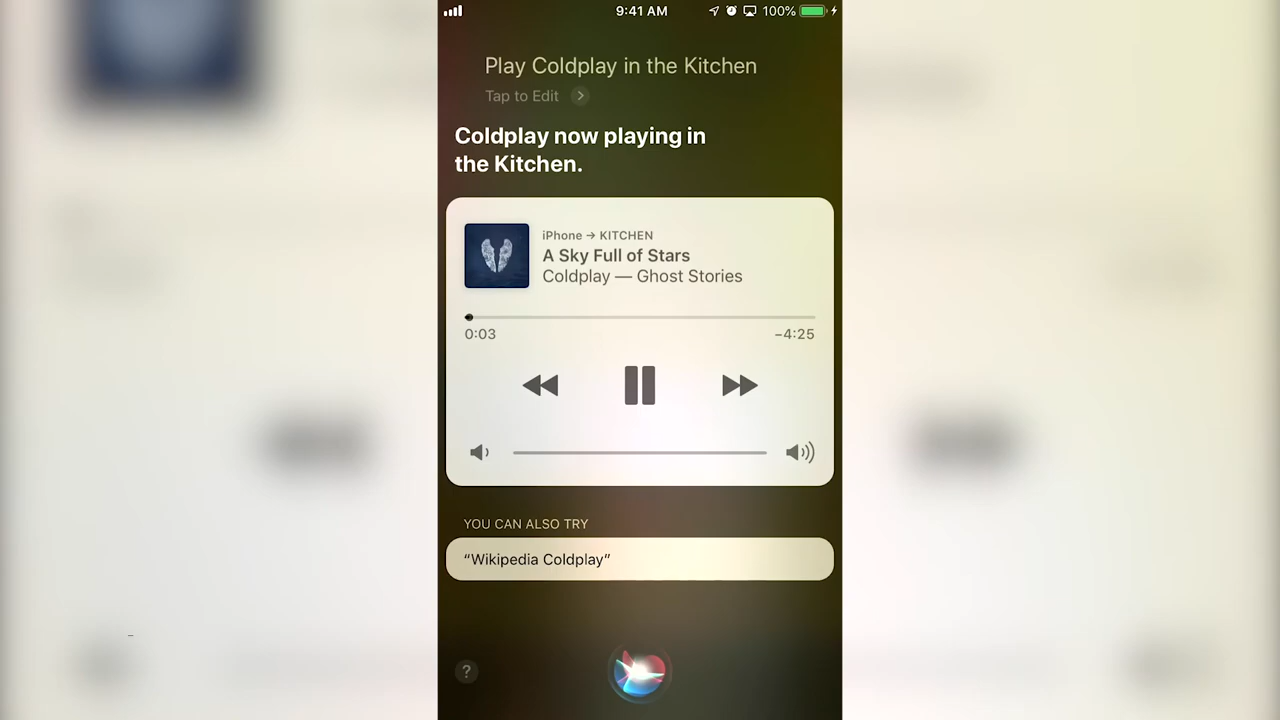 9:41 AM 100%
Play Coldplay in the Kitchen
Tap to Edit
Coldplay now playing in
the Kitchen.
iPhone → KITCHEN
A Sky Full of Stars
Coldplay — Ghost Stories
0:03 −4:25
YOU CAN ALSO TRY
“Wikipedia Coldplay”
?